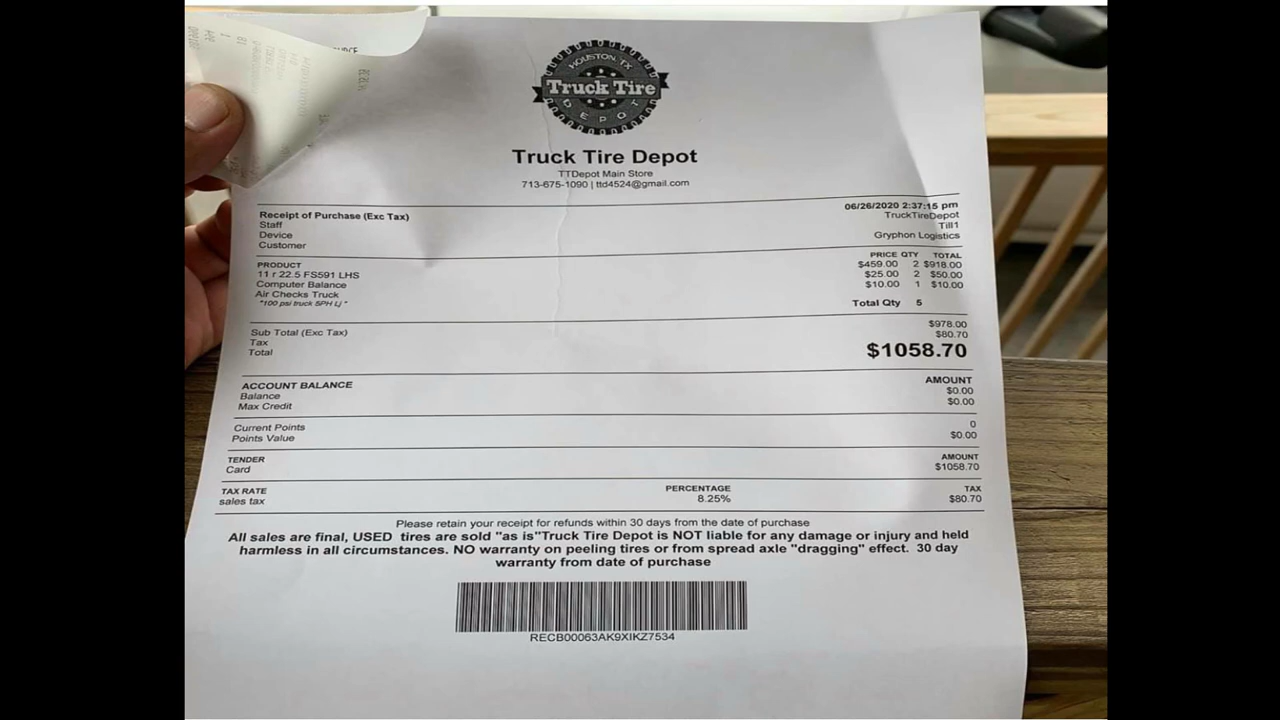 HOUSTON, TX
Truck Tire
DEPOT
Truck Tire Depot
TTDepot Main Store
713-675-1090 | ttd4524@gmail.com
Receipt of Purchase (Exc Tax) 06/26/2020 2:37:15 pm
Staff TruckTireDepot
Device Till1
Customer Gryphon Logistics
PRODUCT PRICE QTY TOTAL
11 r 22.5 FS591 LHS $459.00 2 $918.00
Computer Balance $25.00 2 $50.00
Air Checks Truck $10.00 1 $10.00
"100 psi truck 5PH Lj "
Total Qty 5
Sub Total (Exc Tax) $978.00
Tax $80.70
Total $1058.70
ACCOUNT BALANCE AMOUNT
Balance $0.00
Max Credit $0.00
Current Points 0
Points Value $0.00
TENDER AMOUNT
Card $1058.70
TAX RATE PERCENTAGE TAX
sales tax 8.25% $80.70
Please retain your receipt for refunds within 30 days from the date of purchase
All sales are final, USED tires are sold "as is"Truck Tire Depot is NOT liable for any damage or injury and held
harmless in all circumstances. NO warranty on peeling tires or from spread axle "dragging" effect. 30 day
warranty from date of purchase
RECB00063AK9XIKZ7534